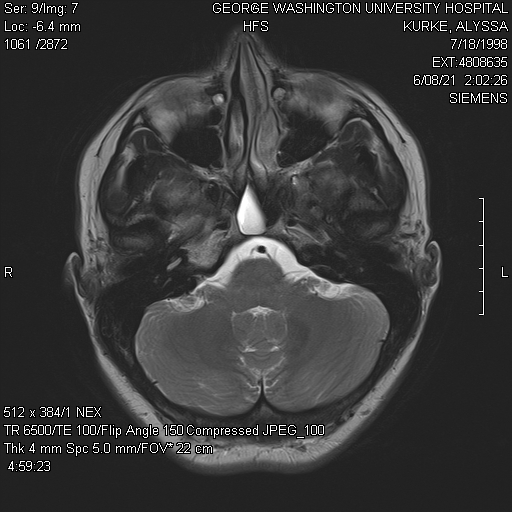 Ser: 9/Img: 7
Loc: -6.4 mm
1061 /2872
HFS
GEORGE WASHINGTON UNIVERSITY HOSPITAL
KURKE, ALYSSA
7/18/1998
EXT:4808635
6/08/21 2:02:26
SIEMENS
R
L
512 x 384/1 NEX
TR 6500/TE 100/Flip Angle 150 Compressed JPEG_100
Thk 4 mm Spc 5.0 mm/FOV* 22 cm
4:59:23